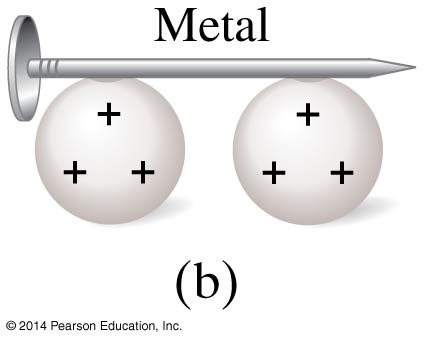 Metal
+ +
+ + + +
(b)
© 2014 Pearson Education, Inc.